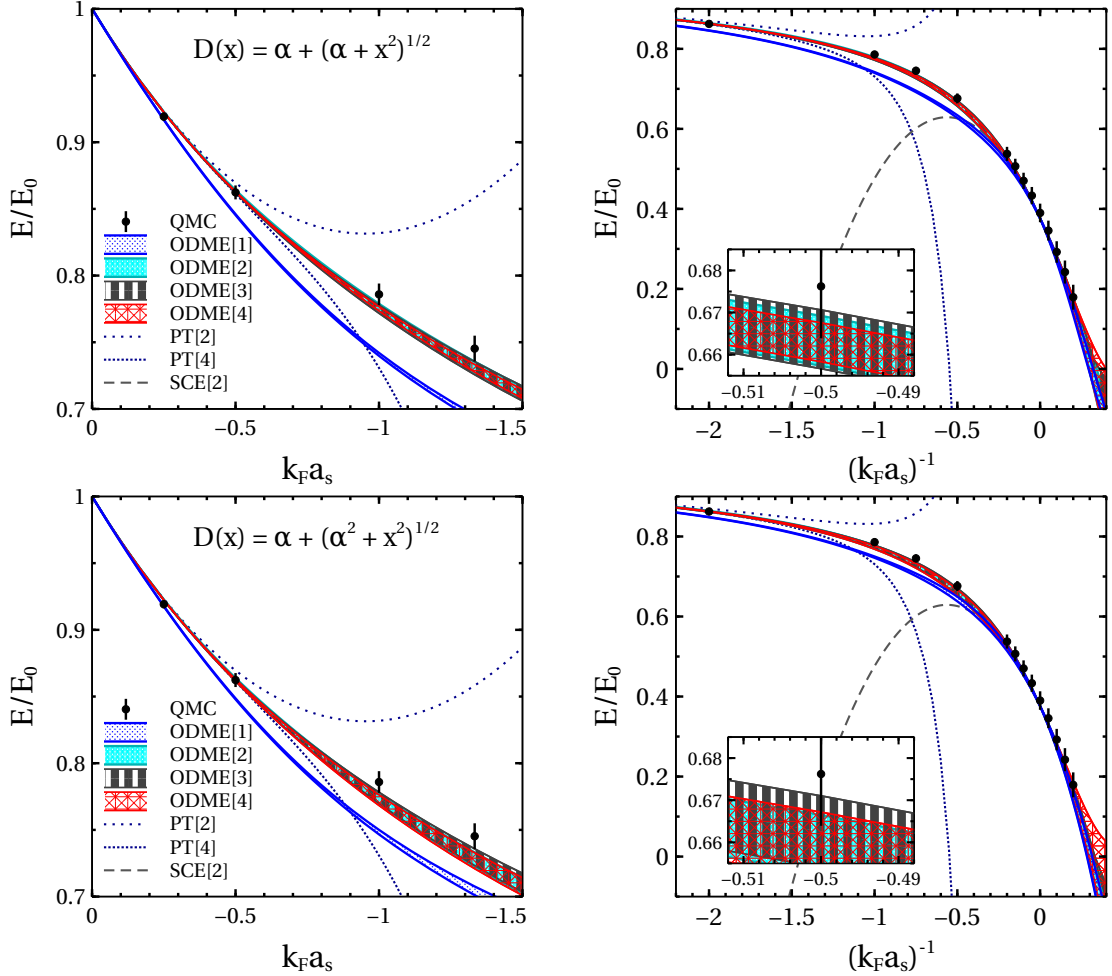 D(x) = α + (α + x²)¹/²
E/E₀
1
0.9
0.8
0.7
QMC
ODME[1]
ODME[2]
ODME[3]
ODME[4]
PT[2]
PT[4]
SCE[2]
0 −0.5 −1 −1.5
k_F a_s
E/E₀
0.8
0.6
0.4
0.2
0
0.68
0.67
0.66
−0.51 −0.5 −0.49
−2 −1.5 −1 −0.5 0
(k_F a_s)⁻¹
D(x) = α + (α² + x²)¹/²
E/E₀
1
0.9
0.8
0.7
QMC
ODME[1]
ODME[2]
ODME[3]
ODME[4]
PT[2]
PT[4]
SCE[2]
0 −0.5 −1 −1.5
k_F a_s
E/E₀
0.8
0.6
0.4
0.2
0
0.68
0.67
0.66
−0.51 −0.5 −0.49
−2 −1.5 −1 −0.5 0
(k_F a_s)⁻¹